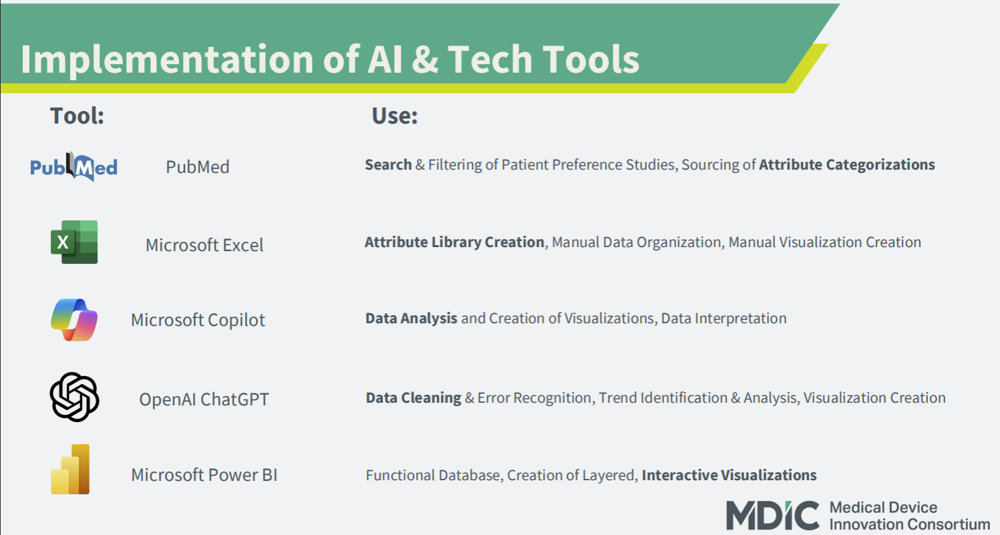 Implementation of AI & Tech Tools
Tool: Use:
PubMed PubMed Search & Filtering of Patient Preference Studies, Sourcing of Attribute Categorizations
X Microsoft Excel Attribute Library Creation, Manual Data Organization, Manual Visualization Creation
Microsoft Copilot Data Analysis and Creation of Visualizations, Data Interpretation
OpenAI ChatGPT Data Cleaning & Error Recognition, Trend Identification & Analysis, Visualization Creation
Microsoft Power BI Functional Database, Creation of Layered, Interactive Visualizations
MDIC Medical Device
Innovation Consortium